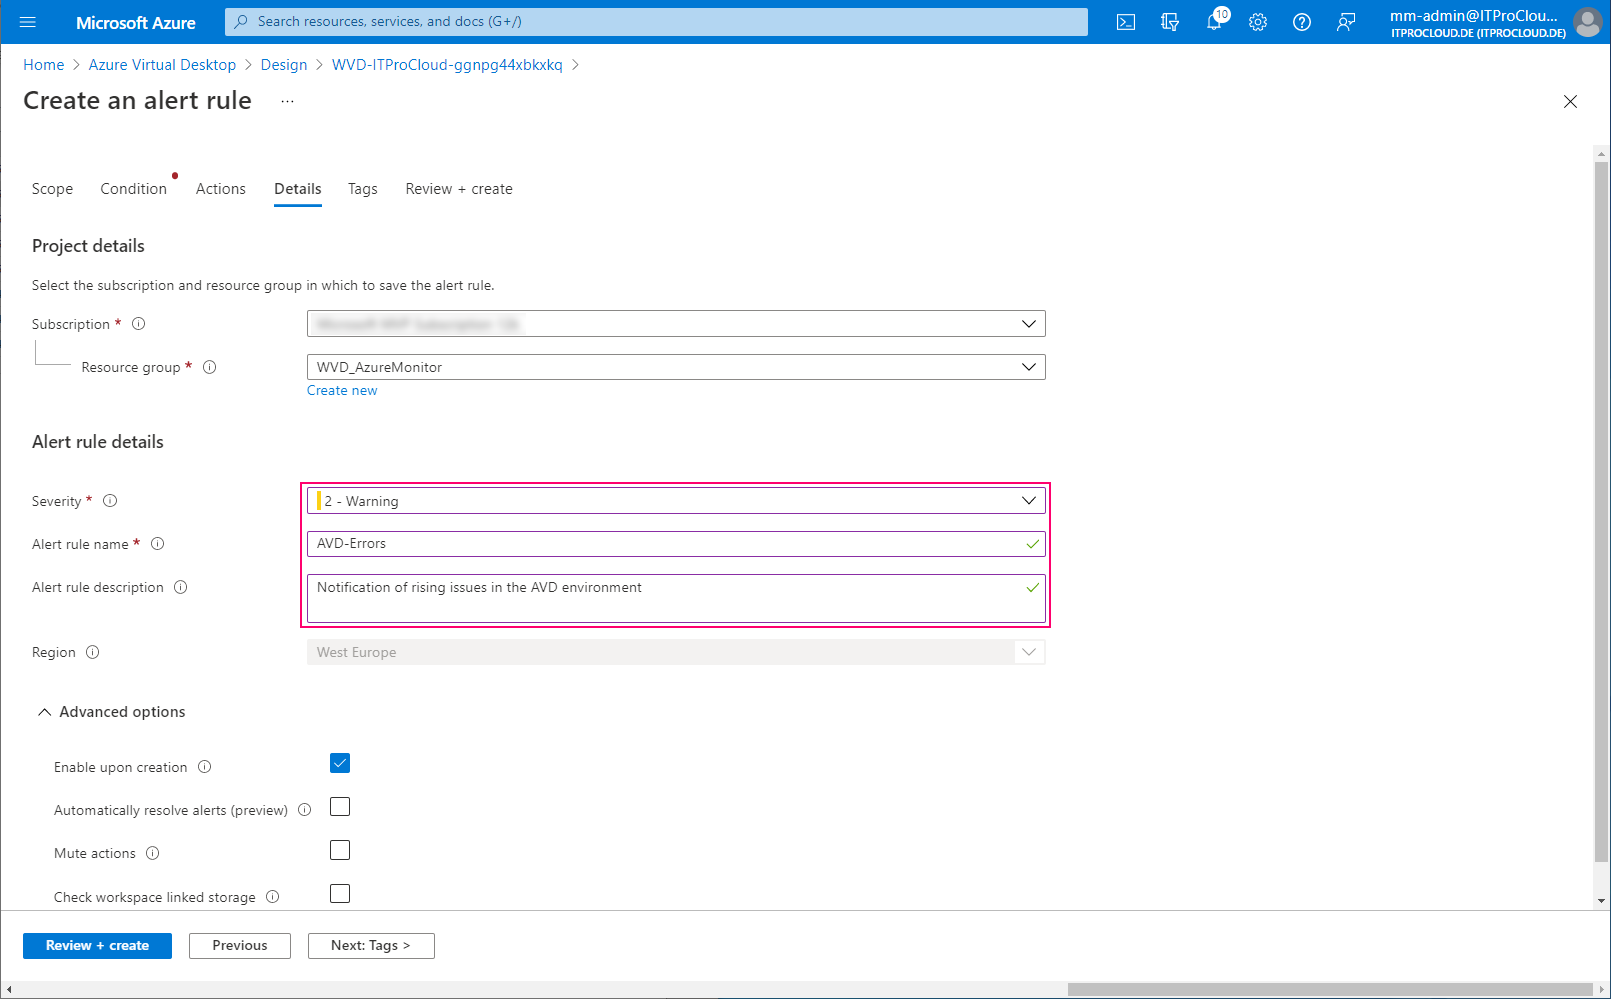 Microsoft Azure
Search resources, services, and docs (G+/)
10
mm-admin@ITProClou...
ITPROCLOUD.DE (ITPROCLOUD.DE)
Home > Azure Virtual Desktop > Design > WVD-ITProCloud-ggnpg44xbkxkq >
Create an alert rule ...
Scope Condition Actions Details Tags Review + create
Project details
Select the subscription and resource group in which to save the alert rule.
Subscription *
Resource group * WVD_AzureMonitor
Create new
Alert rule details
Severity * 2 - Warning
Alert rule name * AVD-Errors
Alert rule description Notification of rising issues in the AVD environment
Region West Europe
Advanced options
Enable upon creation
Automatically resolve alerts (preview)
Mute actions
Check workspace linked storage
Review + create Previous Next: Tags >